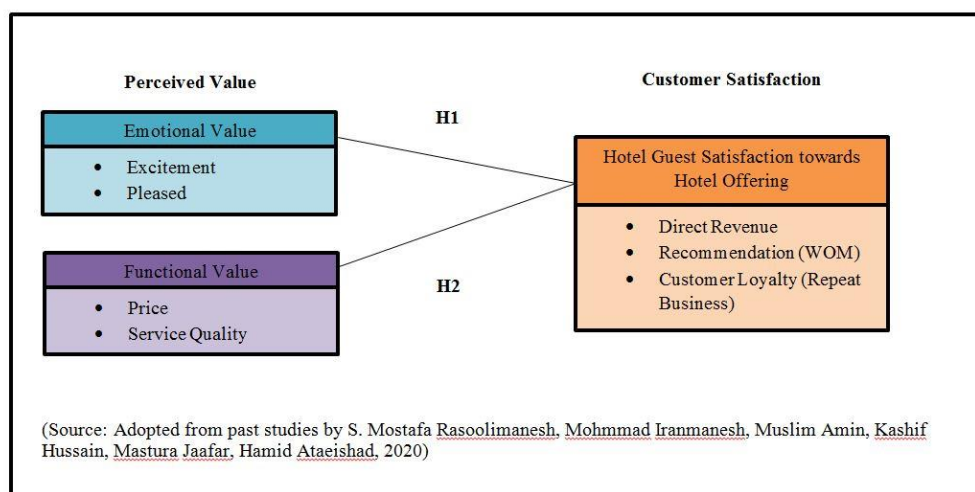 Perceived Value
Customer Satisfaction
H1
Emotional Value
• Excitement
• Pleased
Hotel Guest Satisfaction towards
Hotel Offering
• Direct Revenue
• Recommendation (WOM)
• Customer Loyalty (Repeat
Business)
Functional Value
• Price
• Service Quality
H2
(Source: Adopted from past studies by S. Mostafa Rasoolimanesh, Mohmmad Iranmanesh, Muslim Amin, Kashif
Hussain, Mastura Jaafar, Hamid Ataeishad, 2020)